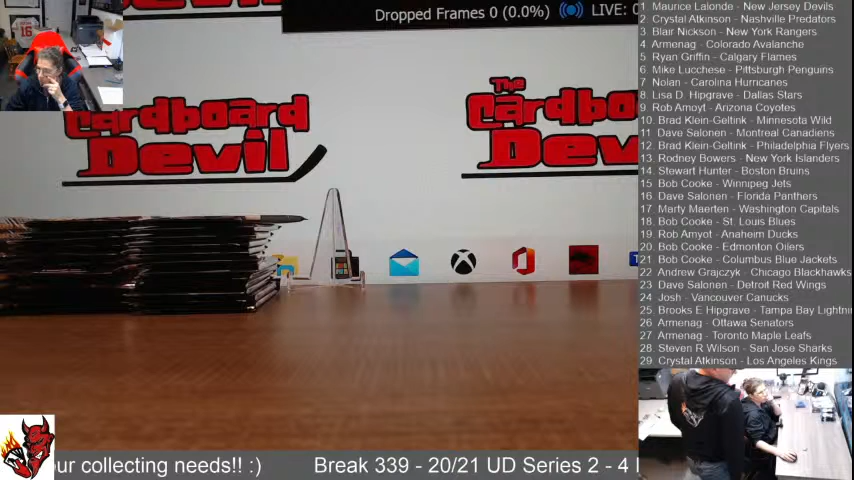 Dropped Frames 0 (0.0%) LIVE:
The
Cardboard
Devil
Cardboard
Devil
16
1 Maurice Lalonde - New Jersey Devils
2. Crystal Atkinson - Nashville Predators
3. Blair Nickson - New York Rangers
4 Armenag - Colorado Avalanche
5 Ryan Griffin - Calgary Flames
6. Mike Lucchese - Pittsburgh Penguins
7 Nolan - Carolina Hurricanes
8. Lisa D. Hipgrave - Dallas Stars
9. Rob Amoyt - Arizona Coyotes
10. Brad Klein-Geltink - Minnesota Wild
11 Dave Salonen - Montreal Canadiens
12. Brad Klein-Geltink - Philadelphia Flyers
13. Rodney Bowers - New York Islanders
14. Stewart Hunter - Boston Bruins
15 Bob Cooke - Winnipeg Jets
16 Dave Salonen - Florida Panthers
17. Marty Maerten - Washington Capitals
18. Bob Cooke - St. Louis Blues
19. Rob Amyot - Anaheim Ducks
20. Bob Cooke - Edmonton Oilers
21 Bob Cooke - Columbus Blue Jackets
22 Andrew Grajczyk - Chcago Blackhawks
23 Dave Salonen - Detroit Red Wings
24 Josh - Vancouver Canucks
25. Brooks E Hipgrave - Tampa Bay Lightni
26 Armenag - Ottawa Senators
27 Armenag - Toronto Maple Leafs
28. Steven R Wilson - San Jose Sharks
29 Crystal Atkinson - Los Angeles Kings
ur collecting needs!! :) Break 339 - 20/21 UD Series 2 - 4